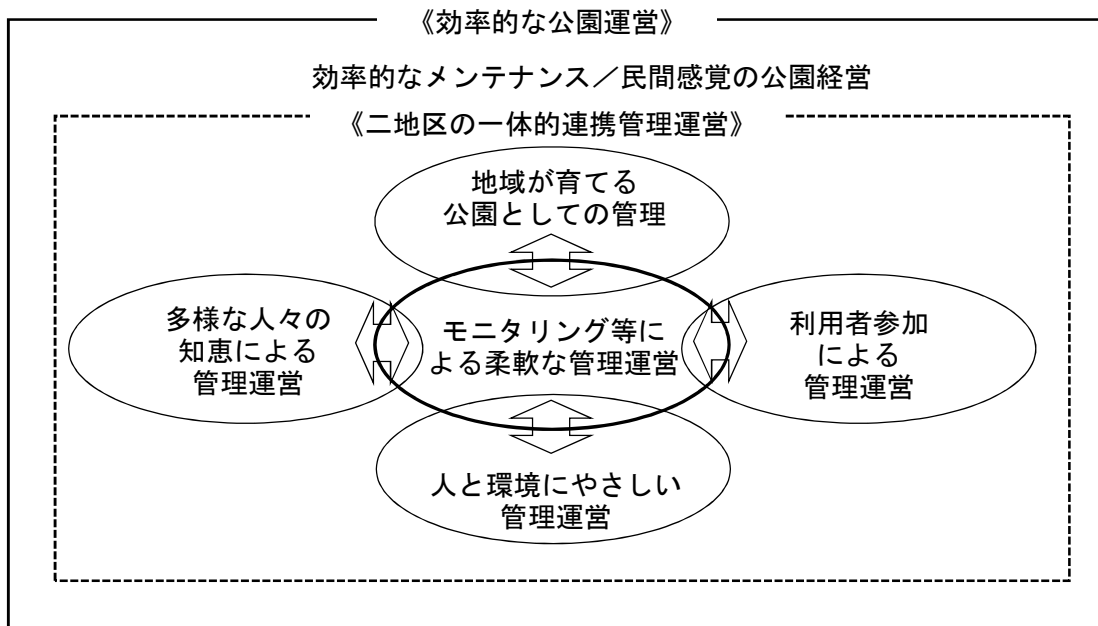 《効率的な公園運営》
効率的なメンテナンス／民間感覚の公園経営
《二地区の一体的連携管理運営》
地域が育てる
公園としての管理
多様な人々の
知恵による
管理運営
モニタリング等に
よる柔軟な管理運営
利用者参加
による
管理運営
人と環境にやさしい
管理運営